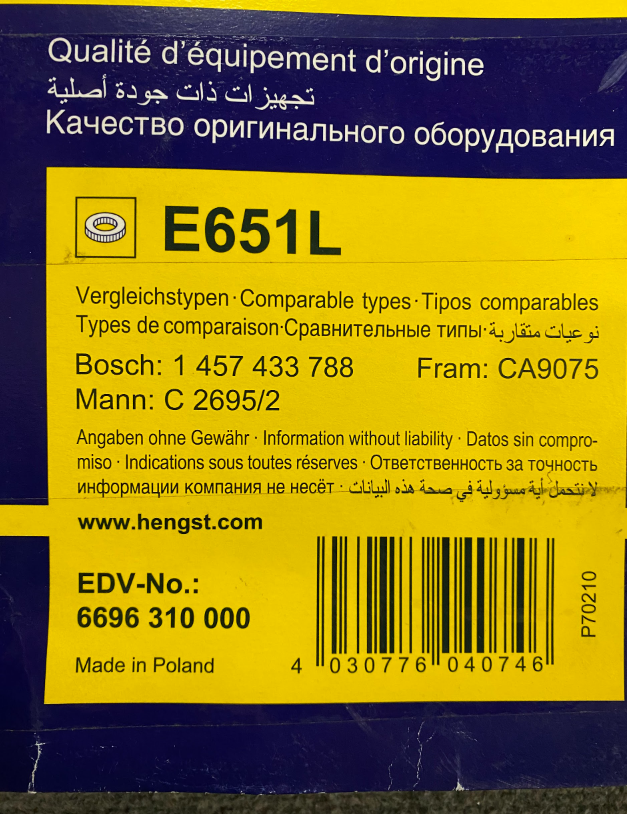 Qualité d'équipement d'origine
تجهيزات ذات جودة أصلية
Качество оригинального оборудования
E651L
Vergleichstypen · Comparable types · Tipos comparables
Types de comparaison·Сравнительные типы·نوعيات متقاربة
Bosch: 1 457 433 788 Fram: CA9075
Mann: C 2695/2
Angaben ohne Gewähr · Information without liability · Datos sin compro-
miso · Indications sous toutes réserves · Ответственность за точность
информации компания не несёт · لا نتحمل أية مسؤولية في صحة هذه البيانات
www.hengst.com
EDV-No.:
6696 310 000
Made in Poland
4 030776 040746
P70210